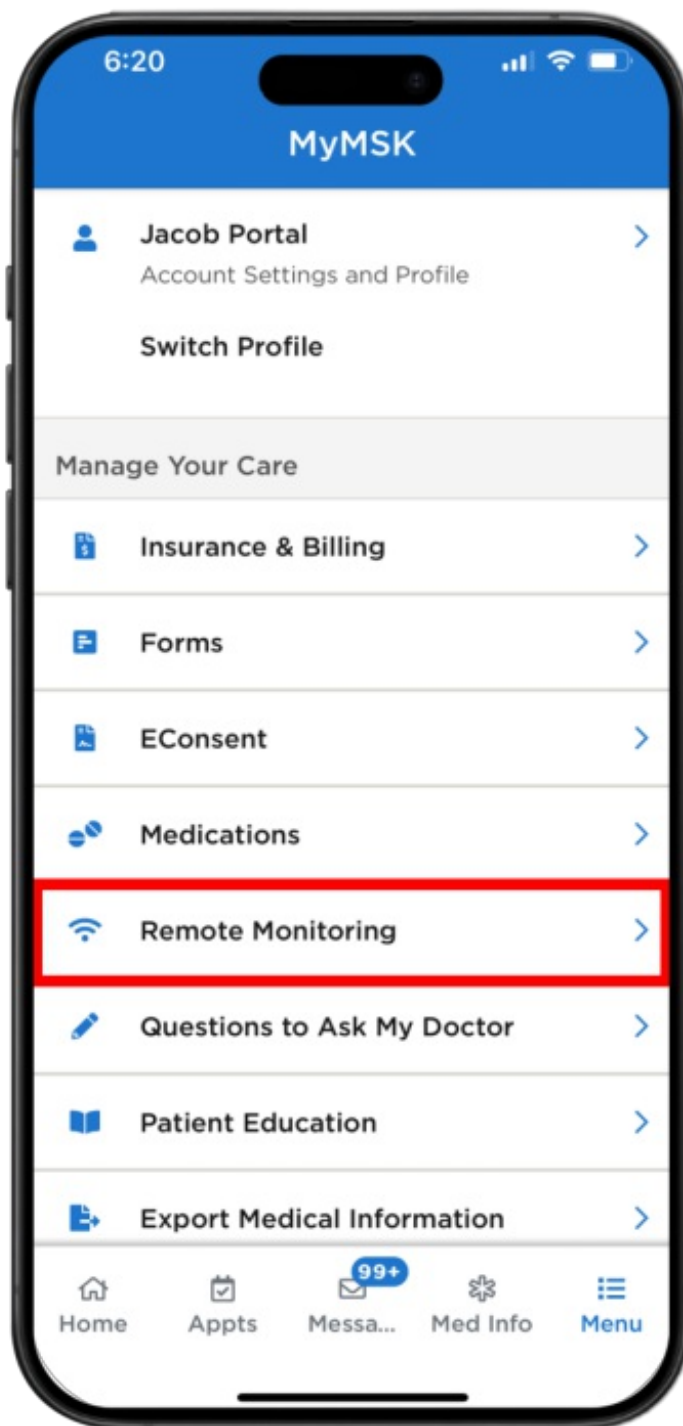 6:20
MyMSK
Jacob Portal
Account Settings and Profile
Switch Profile
Manage Your Care
Insurance & Billing
Forms
EConsent
Medications
Remote Monitoring
Questions to Ask My Doctor
Patient Education
Export Medical Information
99+
Home Appts Messa... Med Info Menu